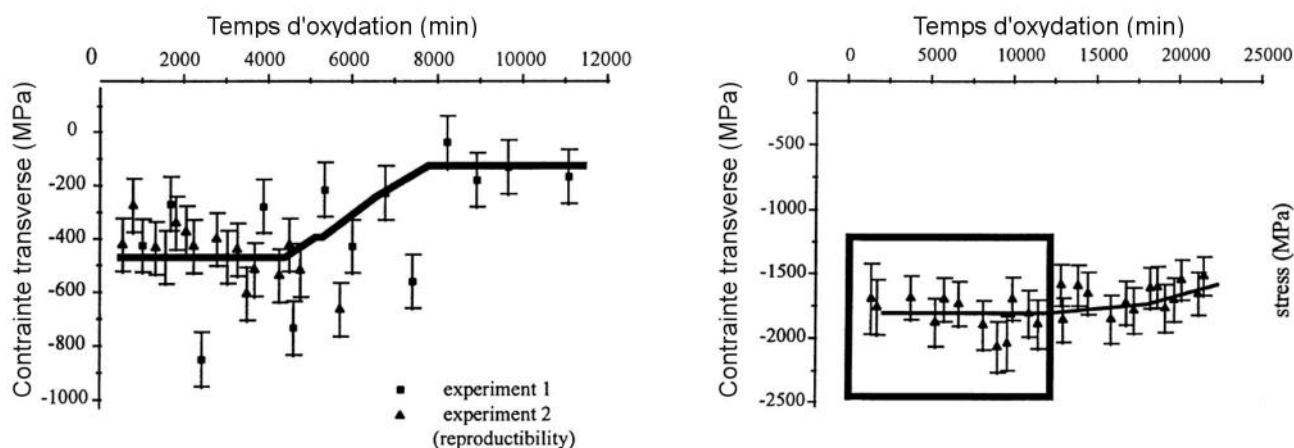 Temps d'oxydation (min)
0 2000 4000 6000 8000 10000 12000
Contrainte transverse (MPa)
0
-200
-400
-600
-800
-1000
experiment 1
experiment 2
(reproductibility)
Temps d'oxydation (min)
0 5000 10000 15000 20000 25000
Contrainte transverse (MPa)
0
-500
-1000
-1500
-2000
-2500
stress (MPa)